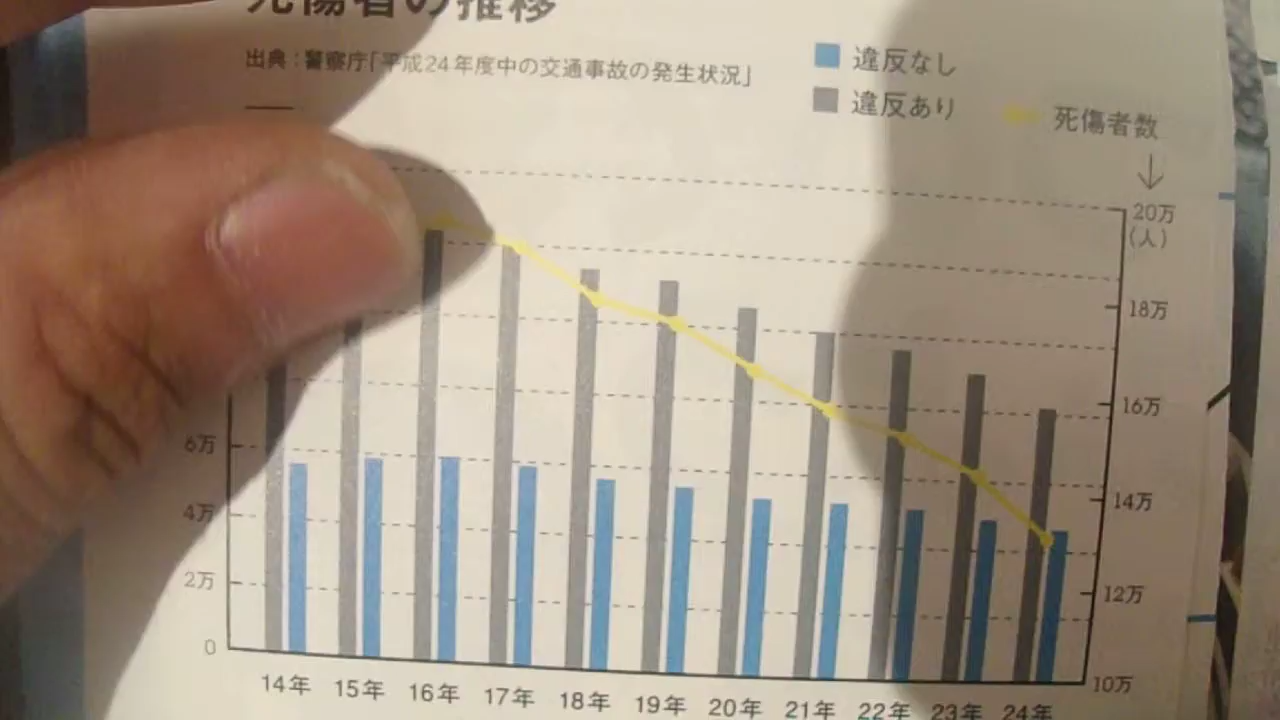 死傷者の推移
出典：警察庁「平成24年度中の交通事故の発生状況」
違反なし
違反あり
死傷者数
↓
20万
(人)
18万
16万
14万
12万
10万
6万
4万
2万
0
14年 15年 16年 17年 18年 19年 20年 21年 22年 23年 24年